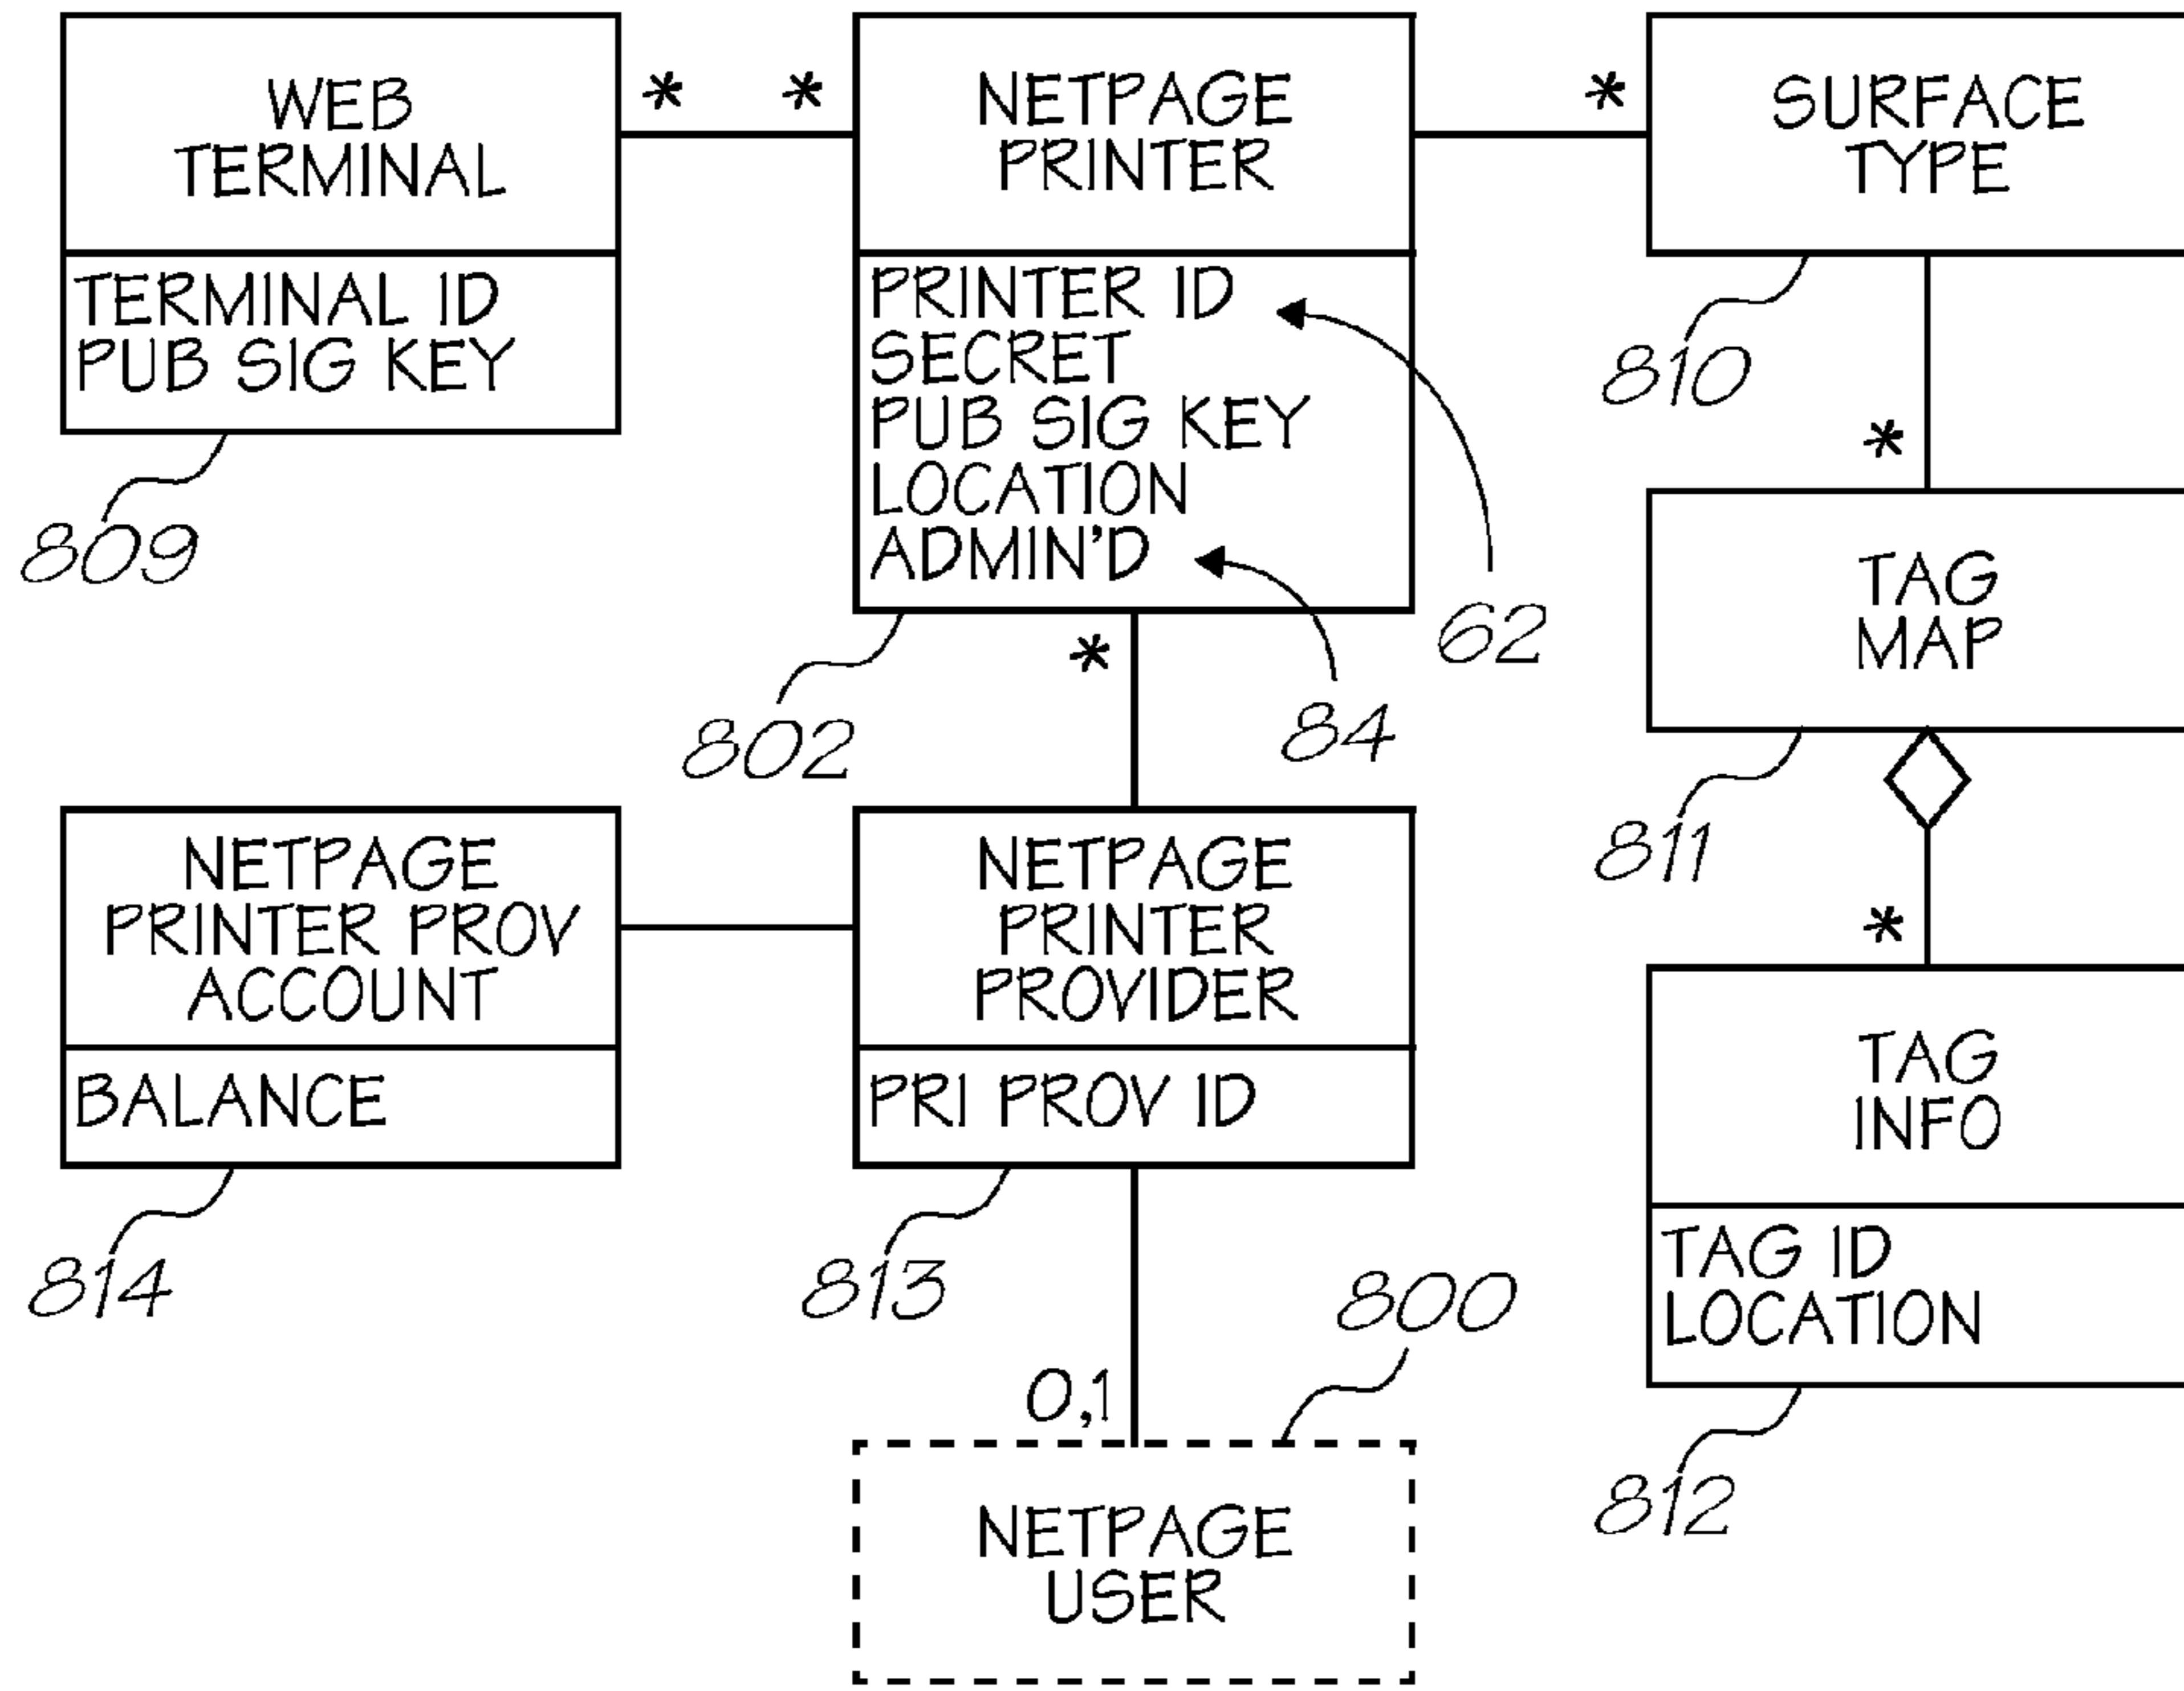 WEB
TERMINAL
TERMINAL ID
PUB SIG KEY
809
* *
NETPAGE
PRINTER
PRINTER ID
SECRET
PUB SIG KEY
LOCATION
ADMIN'D
62
84
802
*
*
SURFACE
TYPE
810
*
TAG
MAP
811
*
NETPAGE
PRINTER PROV
ACCOUNT
BALANCE
814
NETPAGE
PRINTER
PROVIDER
PRI PROV ID
813
TAG
INFO
TAG ID
LOCATION
812
800
0,1
NETPAGE
USER